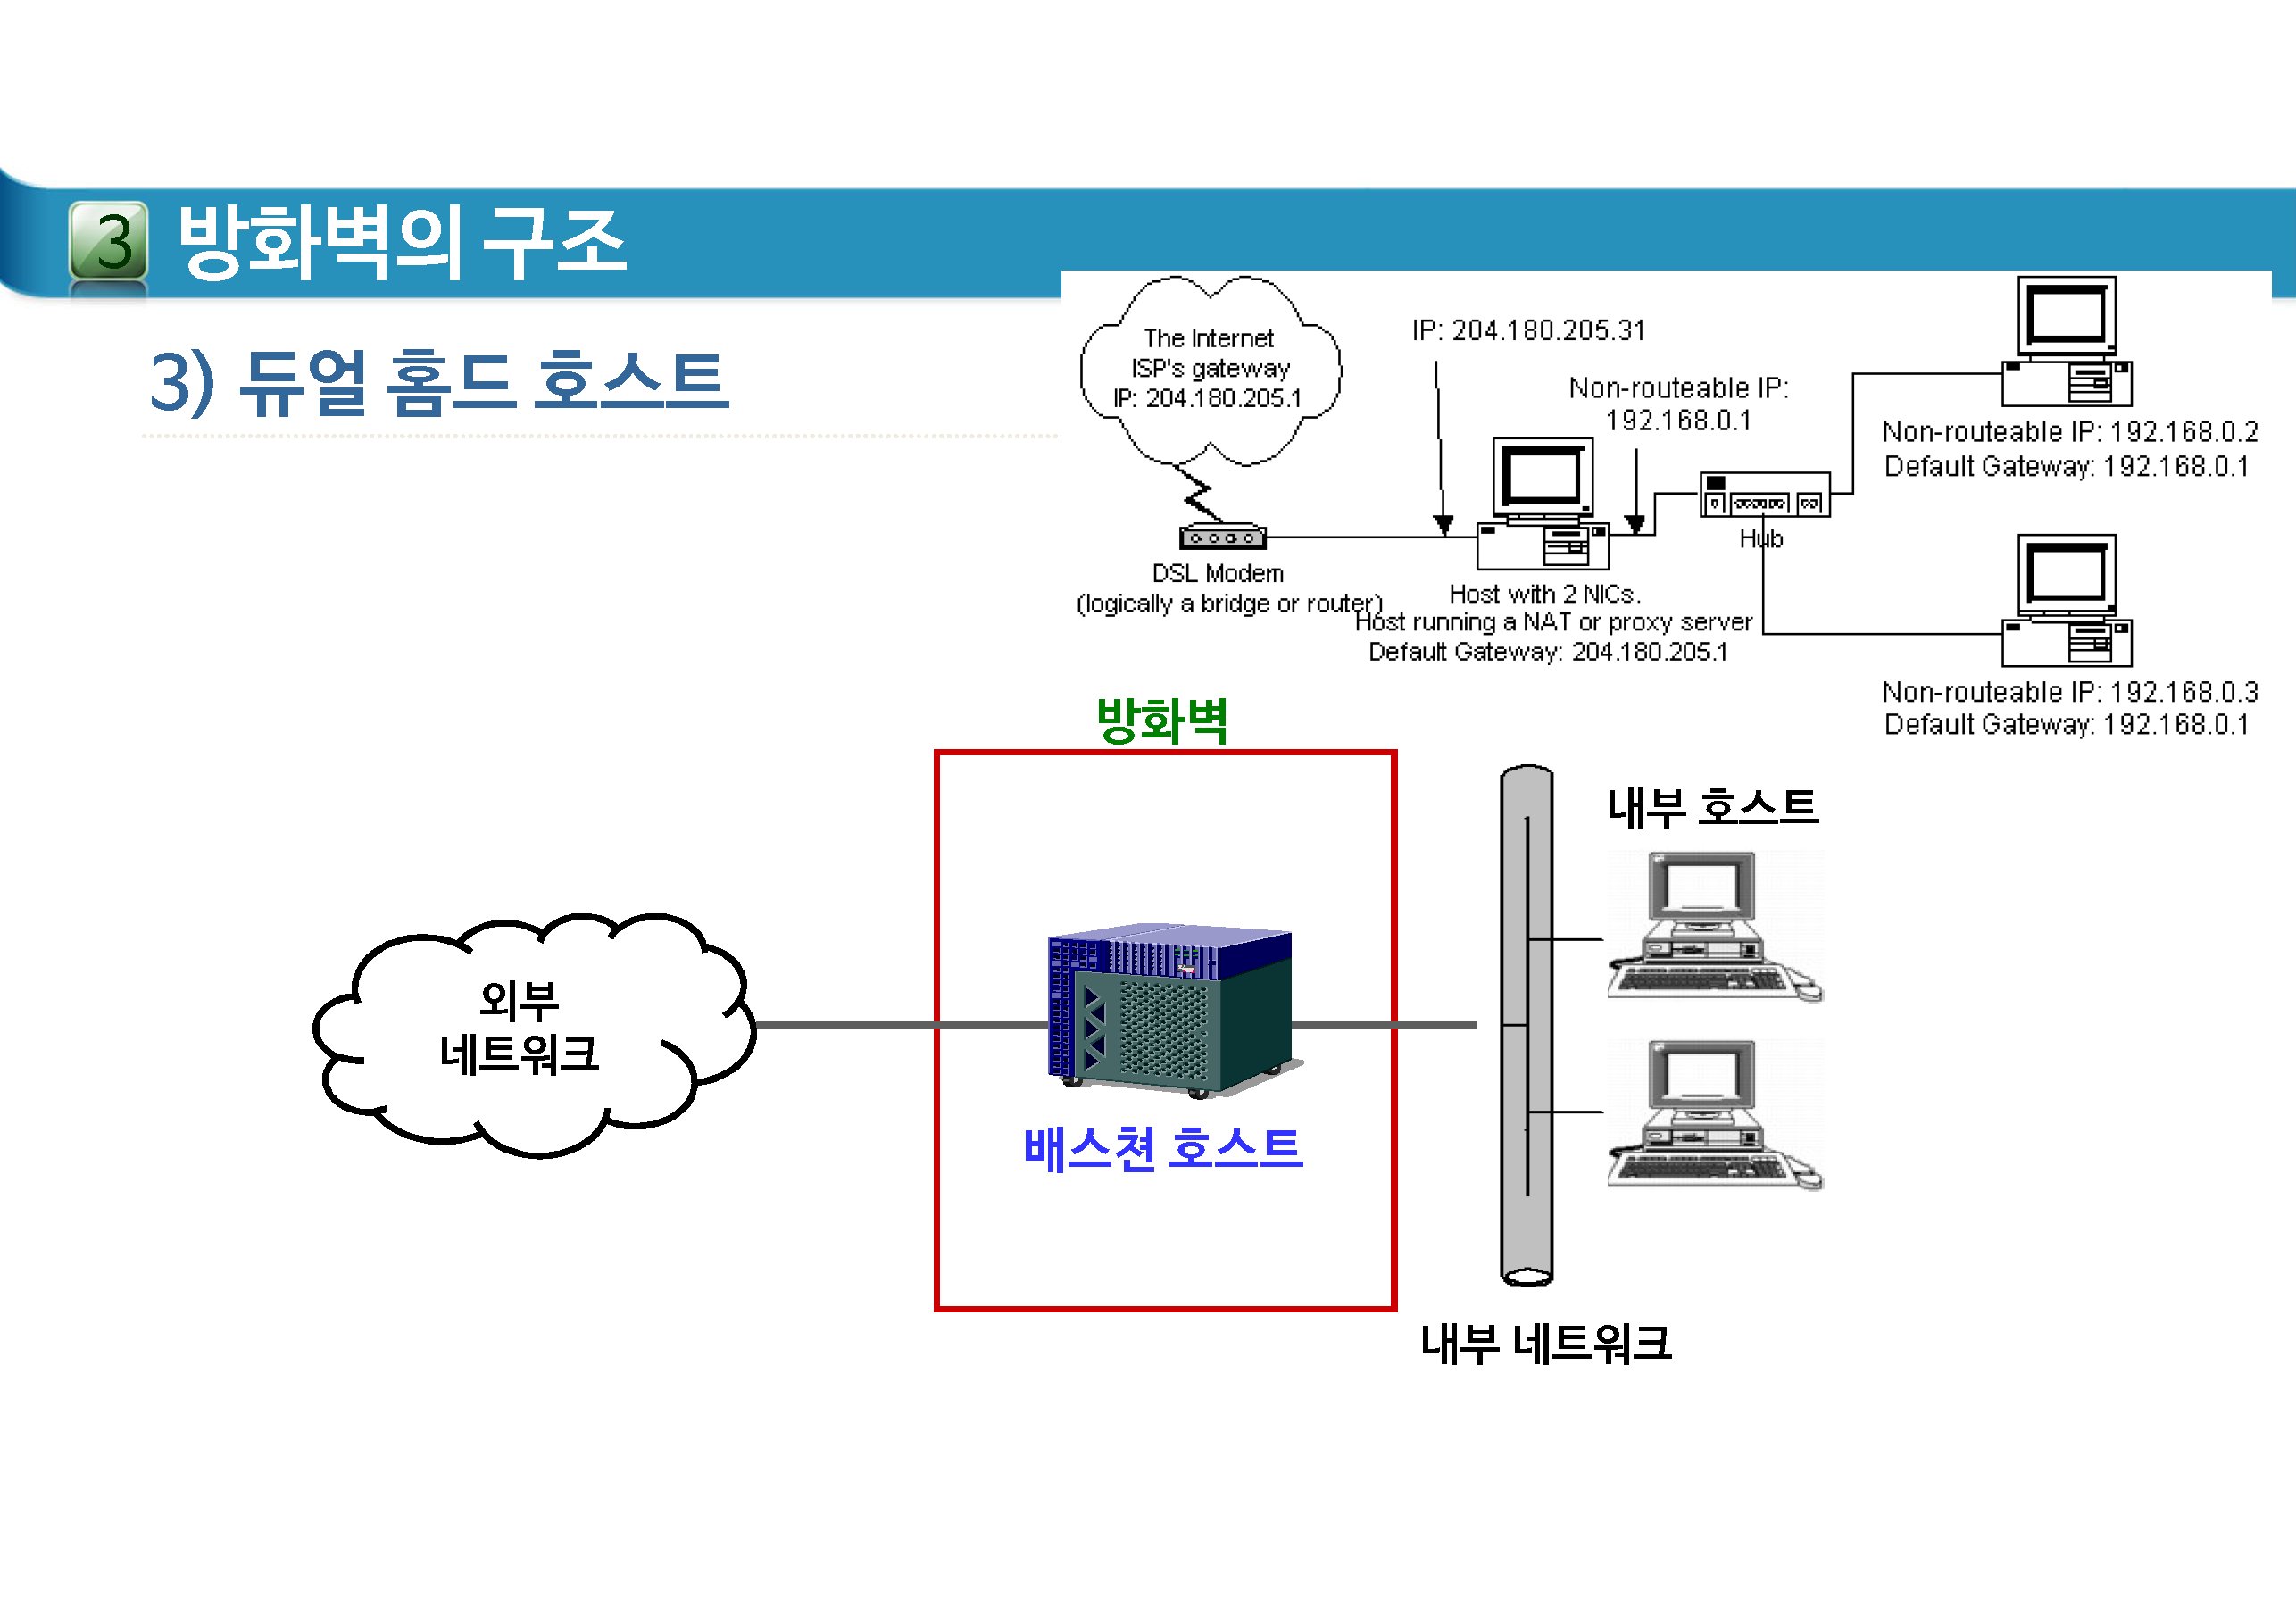 3 방화벽의 구조
3) 듀얼 홈드 호스트
The Internet
ISP's gateway
IP: 204.180.205.1
IP: 204.180.205.31
Non-routeable IP:
192.168.0.1
Non-routeable IP: 192.168.0.2
Default Gateway: 192.168.0.1
Hub
DSL Modem
(logically a bridge or router)
Host with 2 NICs.
Host running a NAT or proxy server
Default Gateway: 204.180.205.1
Non-routeable IP: 192.168.0.3
Default Gateway: 192.168.0.1
방화벽
내부 호스트
외부
네트워크
배스쳔 호스트
내부 네트워크